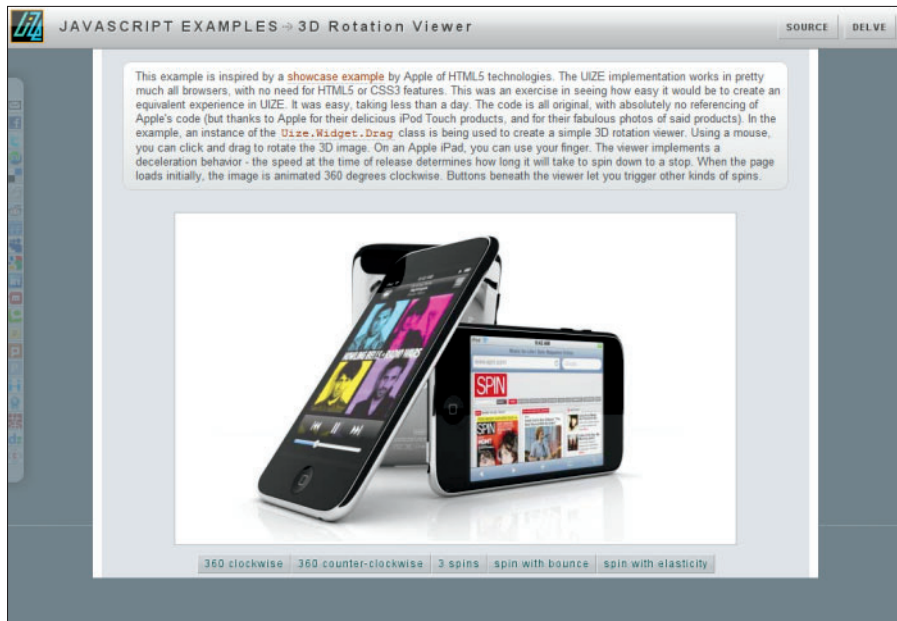 JAVASCRIPT EXAMPLES → 3D Rotation Viewer
SOURCE
DELVE
This example is inspired by a showcase example by Apple of HTML5 technologies. The UIZE implementation works in pretty
much all browsers, with no need for HTML5 or CSS3 features. This was an exercise in seeing how easy it would be to create an
equivalent experience in UIZE. It was easy, taking less than a day. The code is all original, with absolutely no referencing of
Apple's code (but thanks to Apple for their delicious iPod Touch products, and for their fabulous photos of said products). In the
example, an instance of the Uize.Widget.Drag class is being used to create a simple 3D rotation viewer. Using a mouse,
you can click and drag to rotate the 3D image. On an Apple iPad, you can use your finger. The viewer implements a
deceleration behavior - the speed at the time of release determines how long it will take to spin down to a stop. When the page
loads initially, the image is animated 360 degrees clockwise. Buttons beneath the viewer let you trigger other kinds of spins.
HOWLING BELLS • RADIO WARS
iPod
9:42 AM
SPIN
SPIN
360 clockwise
360 counter-clockwise
3 spins
spin with bounce
spin with elasticity